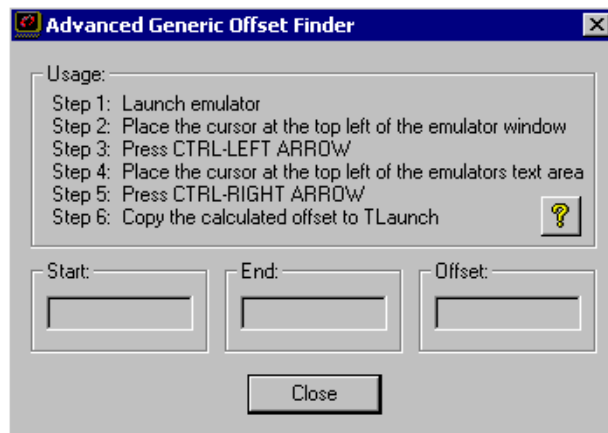 Advanced Generic Offset Finder
Usage:
Step 1: Launch emulator
Step 2: Place the cursor at the top left of the emulator window
Step 3: Press CTRL-LEFT ARROW
Step 4: Place the cursor at the top left of the emulators text area
Step 5: Press CTRL-RIGHT ARROW
Step 6: Copy the calculated offset to TLaunch
?
Start: End: Offset:
Close